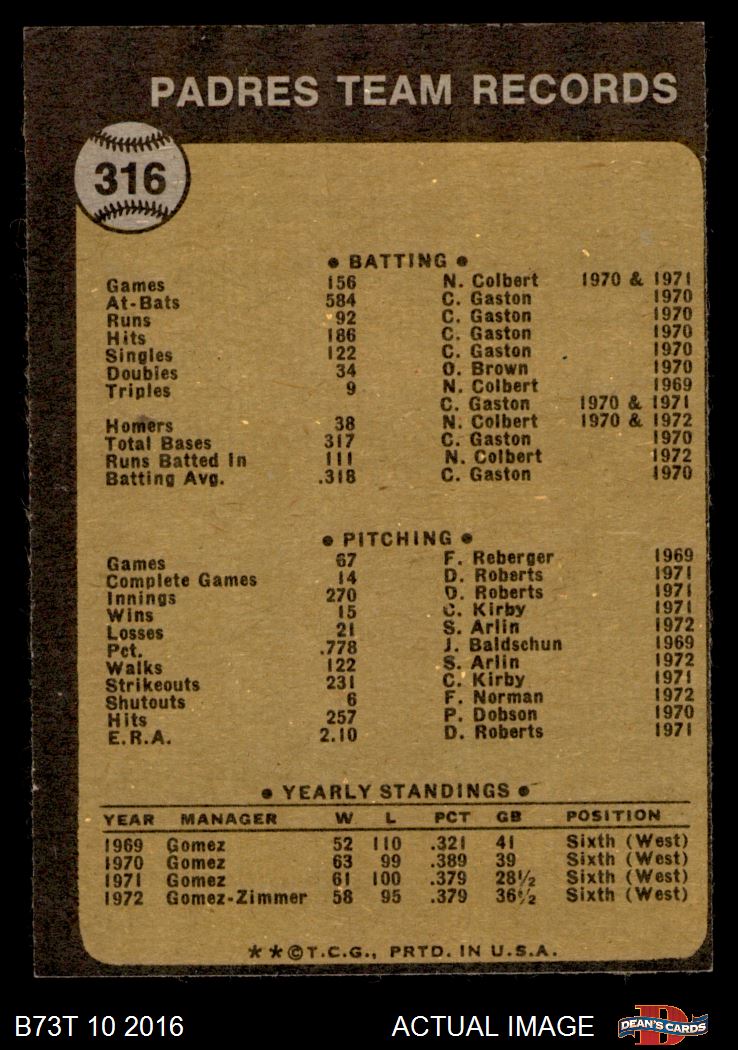 PADRES TEAM RECORDS
316
● BATTING ●
Games 156 N. Colbert 1970 & 1971
At-Bats 584 C. Gaston 1970
Runs 92 C. Gaston 1970
Hits 186 C. Gaston 1970
Singles 122 C. Gaston 1970
Doubles 34 O. Brown 1970
Triples 9 N. Colbert 1969
C. Gaston 1970 & 1971
Homers 38 N. Colbert 1970 & 1972
Total Bases 317 C. Gaston 1970
Runs Batted In 111 N. Colbert 1972
Batting Avg. .318 C. Gaston 1970
● PITCHING ●
Games 67 F. Reberger 1969
Complete Games 14 D. Roberts 1971
Innings 270 D. Roberts 1971
Wins 15 C. Kirby 1971
Losses 21 S. Arlin 1972
Pct. .778 J. Baldschun 1969
Walks 122 S. Arlin 1972
Strikeouts 231 C. Kirby 1971
Shutouts 6 F. Norman 1972
Hits 257 P. Dobson 1970
E.R.A. 2.10 D. Roberts 1971
● YEARLY STANDINGS ●
YEAR MANAGER W L PCT GB POSITION
1969 Gomez 52 110 .321 41 Sixth (West)
1970 Gomez 63 99 .389 39 Sixth (West)
1971 Gomez 61 100 .379 28½ Sixth (West)
1972 Gomez-Zimmer 58 95 .379 36½ Sixth (West)
★★©T.C.G., PRTD. IN U.S.A.
B73T 10 2016 ACTUAL IMAGE D DEAN'S CARDS